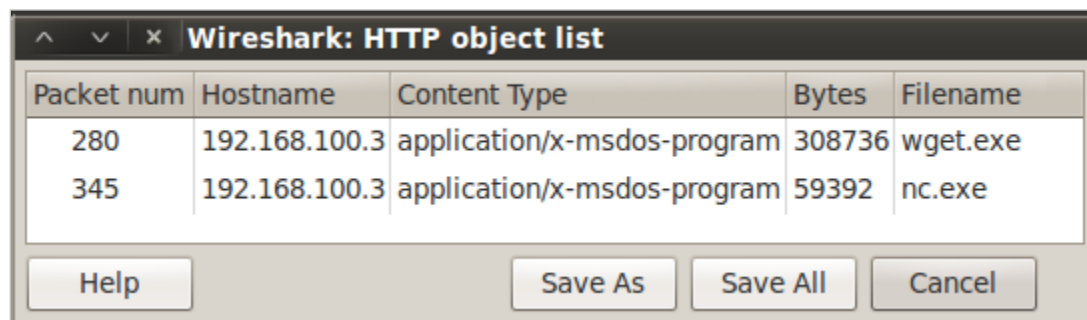 Wireshark: HTTP object list
Packet num Hostname Content Type Bytes Filename
280 192.168.100.3 application/x-msdos-program 308736 wget.exe
345 192.168.100.3 application/x-msdos-program 59392 nc.exe
Help Save As Save All Cancel